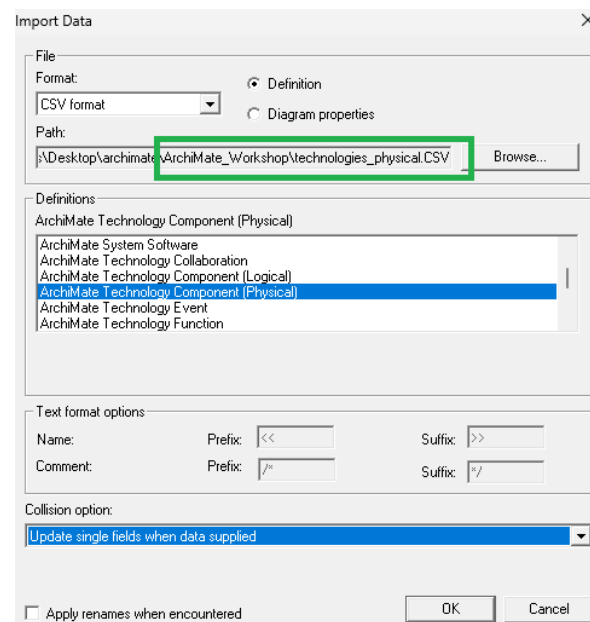 Import Data
File
Format:
CSV format
Definition
Diagram properties
Path:
\Desktop\archimate\ArchiMate_Workshop\technologies_physical.CSV
Browse...
Definitions
ArchiMate Technology Component (Physical)
ArchiMate System Software
ArchiMate Technology Collaboration
ArchiMate Technology Component (Logical)
ArchiMate Technology Component (Physical)
ArchiMate Technology Event
ArchiMate Technology Function
Text format options
Name: Prefix: << Suffix: >>
Comment: Prefix: /* Suffix: */
Collision option:
Update single fields when data supplied
Apply renames when encountered
OK Cancel